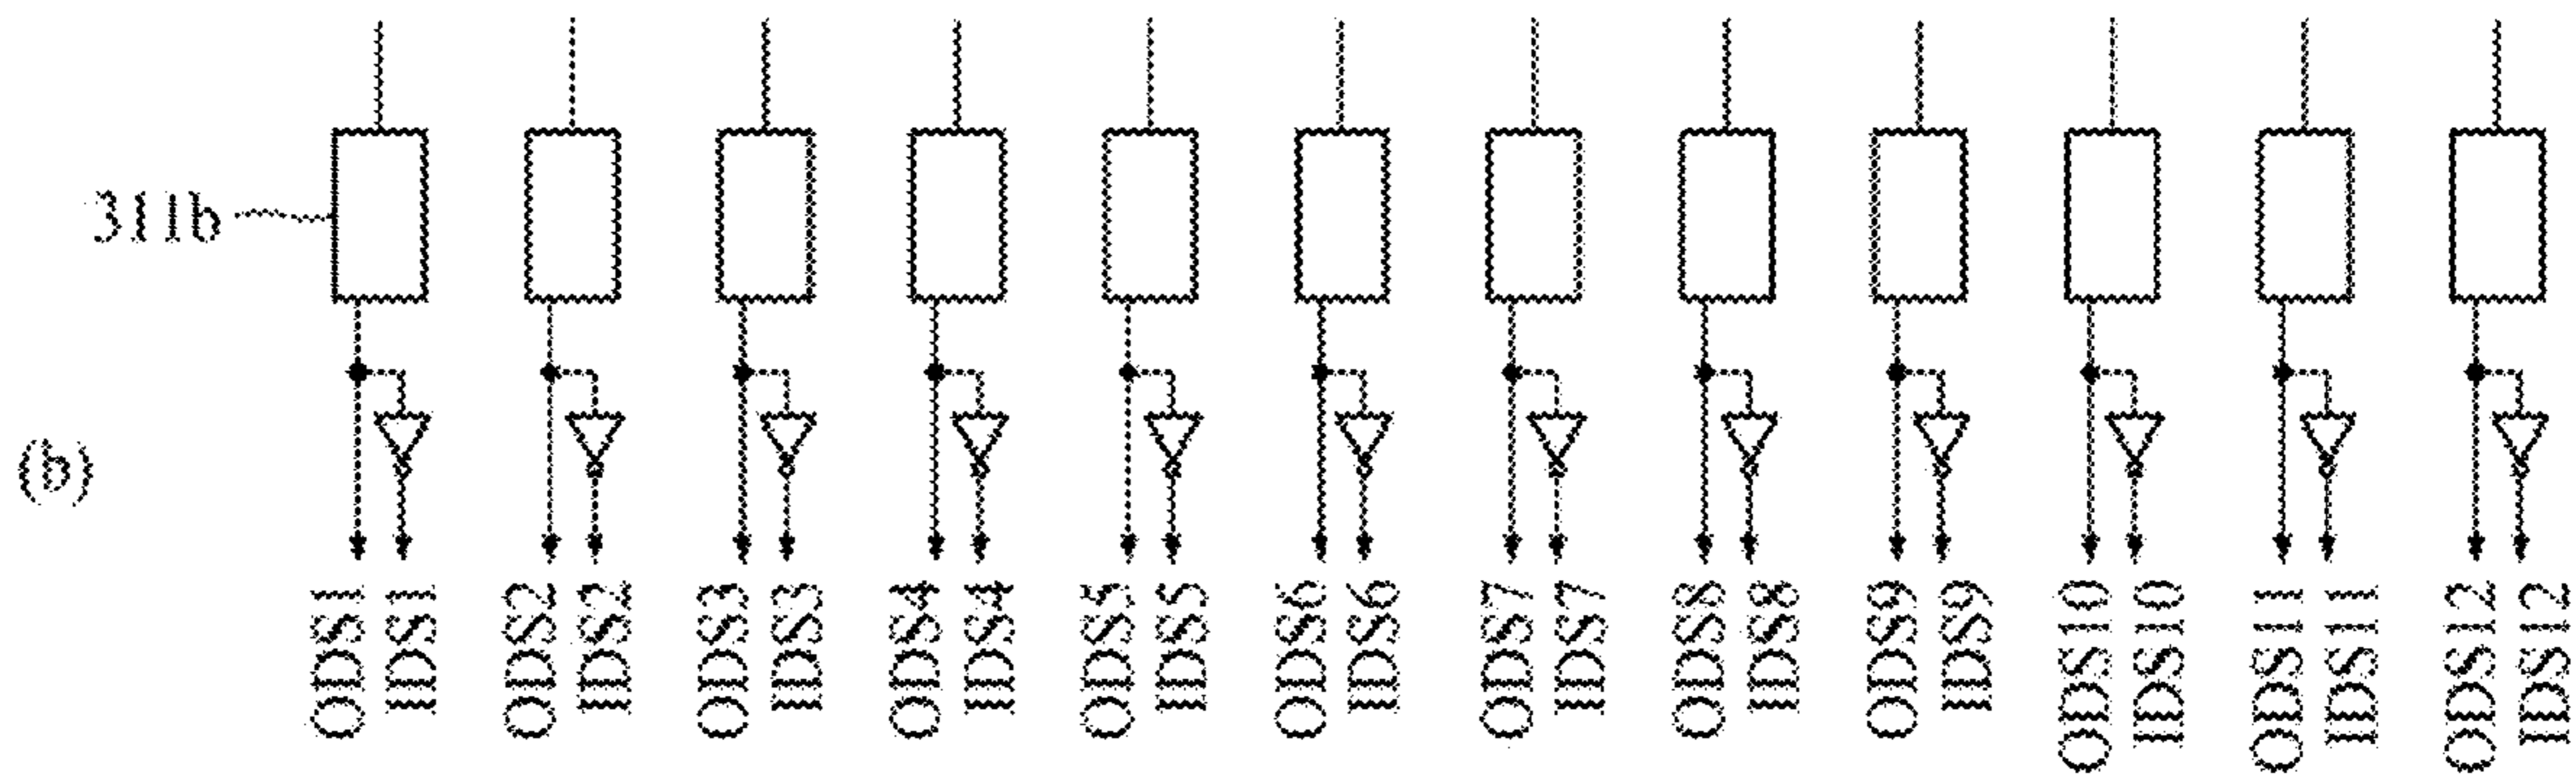 311b
(b)
ODS1
IDS1
ODS2
IDS2
ODS3
IDS3
ODS4
IDS4
ODS5
IDS5
ODS6
IDS6
ODS7
IDS7
ODS8
IDS8
ODS9
IDS9
ODS10
IDS10
ODS11
IDS11
ODS12
IDS12